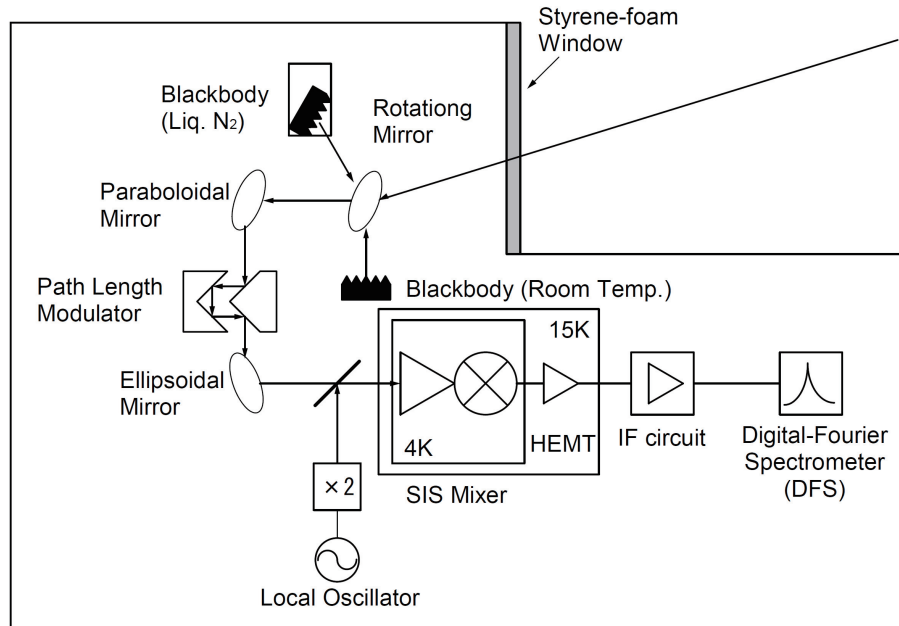 Styrene-foam
Window
Blackbody
(Liq. N2)
Rotationg
Mirror
Paraboloidal
Mirror
Path Length
Modulator
Blackbody (Room Temp.)
15K
Ellipsoidal
Mirror
4K
HEMT
IF circuit
Digital-Fourier
Spectrometer
(DFS)
SIS Mixer
×2
Local Oscillator